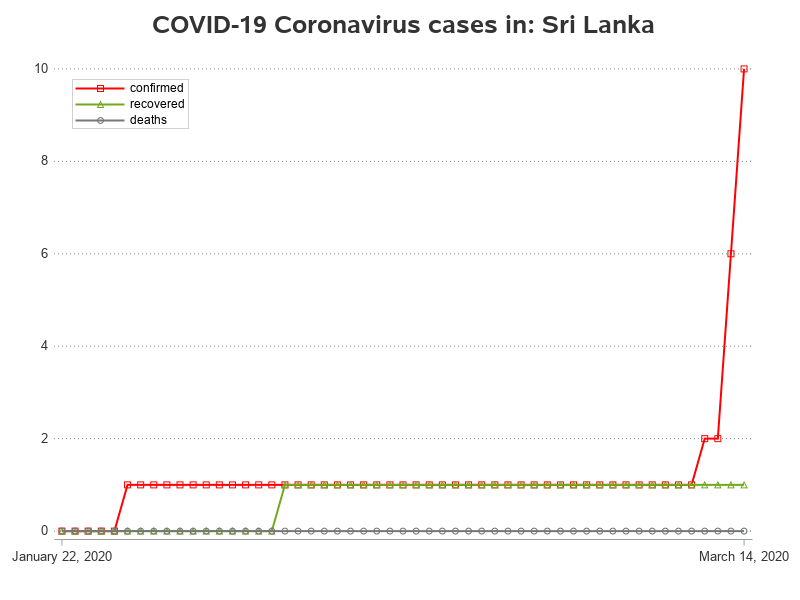 COVID-19 Coronavirus cases in: Sri Lanka
10
confirmed
recovered
deaths
8
6
4
2
0
January 22, 2020
March 14, 2020